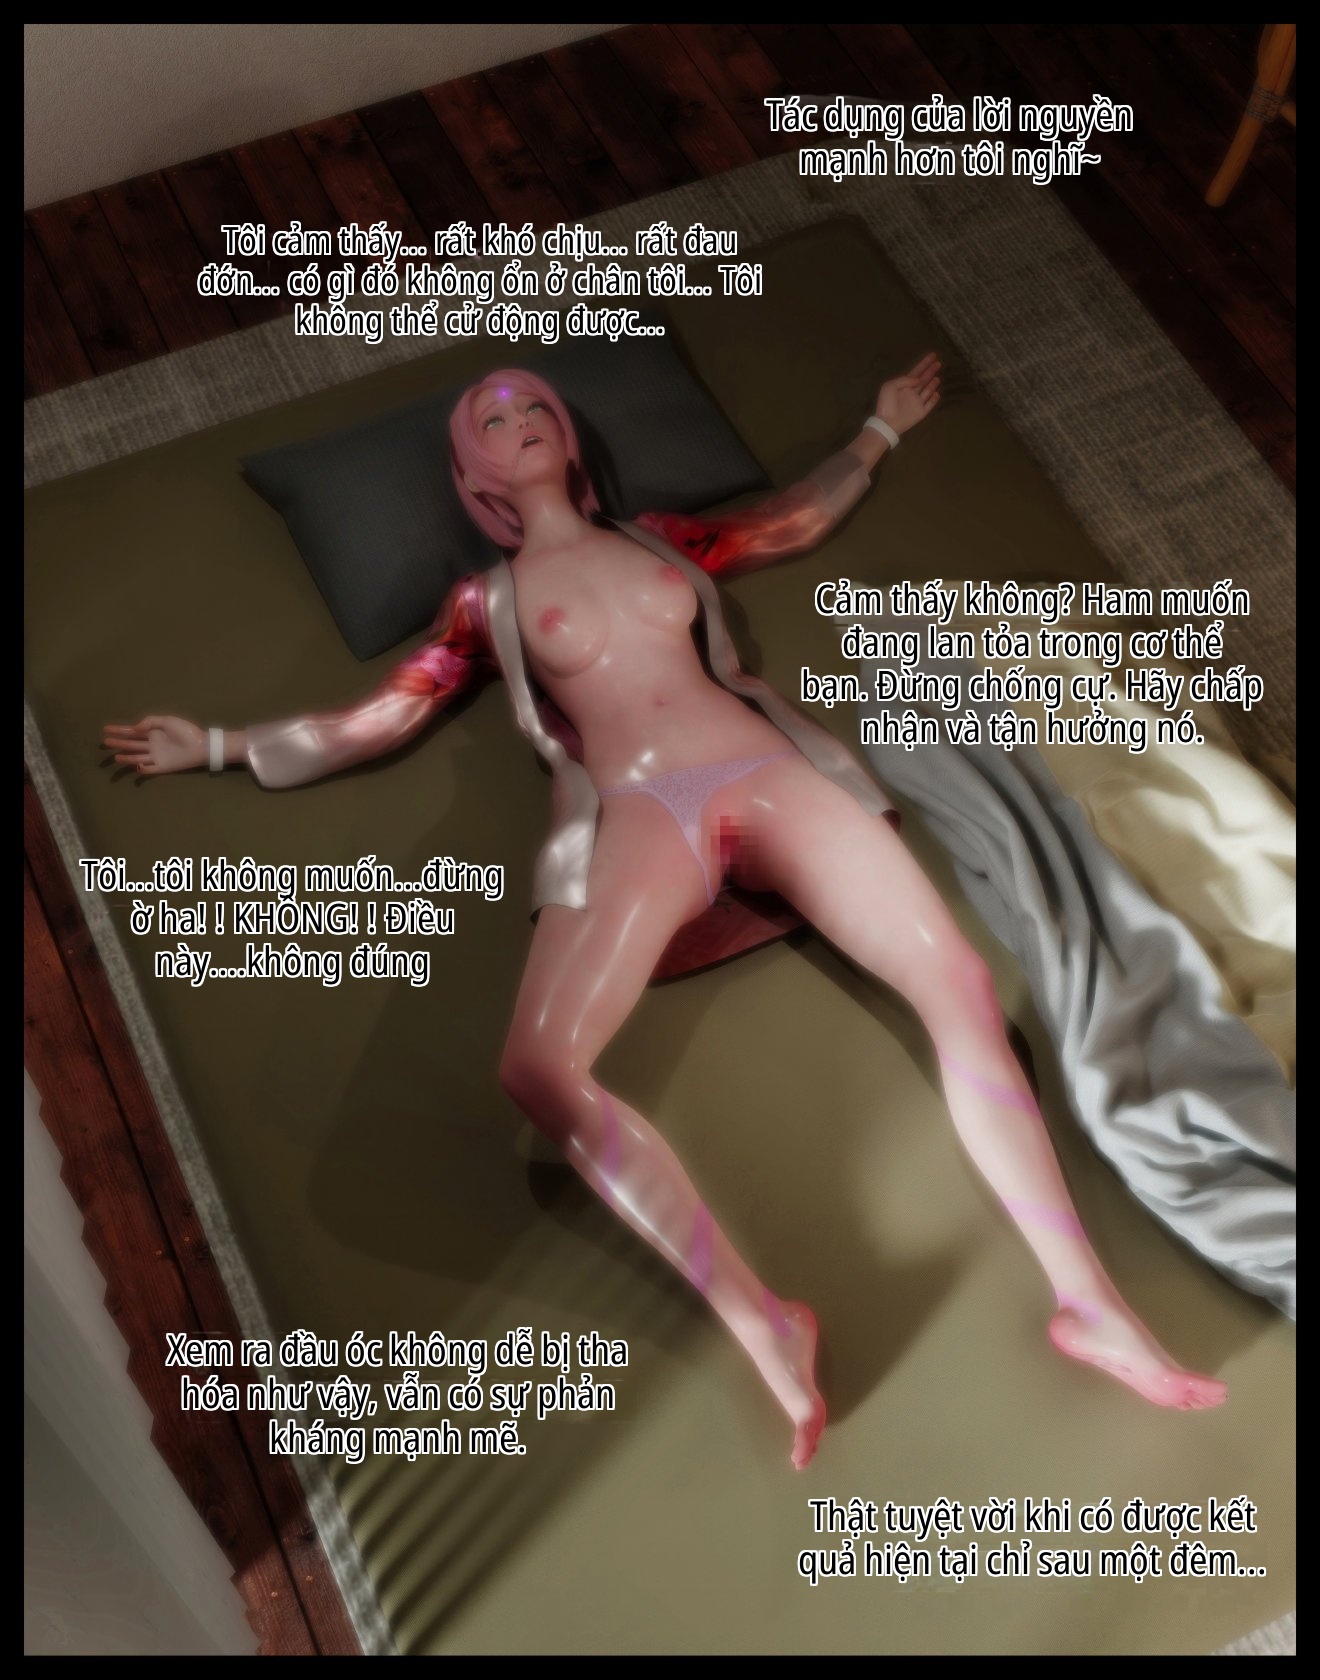 Tác dụng của lời nguyền
mạnh hơn tôi nghĩ~
Tôi cảm thấy... rất khó chịu... rất đau
đớn... có gì đó không ổn ở chân tôi... Tôi
không thể cử động được...
Cảm thấy không? Ham muốn
đang lan tỏa trong cơ thể
bạn. Đừng chống cự. Hãy chấp
nhận và tận hưởng nó.
Tôi...tôi không muốn...đừng
ờ ha! ! KHÔNG! ! Điều
này....không đúng
Xem ra đầu óc không dễ bị tha
hóa như vậy, vẫn có sự phản
kháng mạnh mẽ.
Thật tuyệt vời khi có được kết
quả hiện tại chỉ sau một đêm...